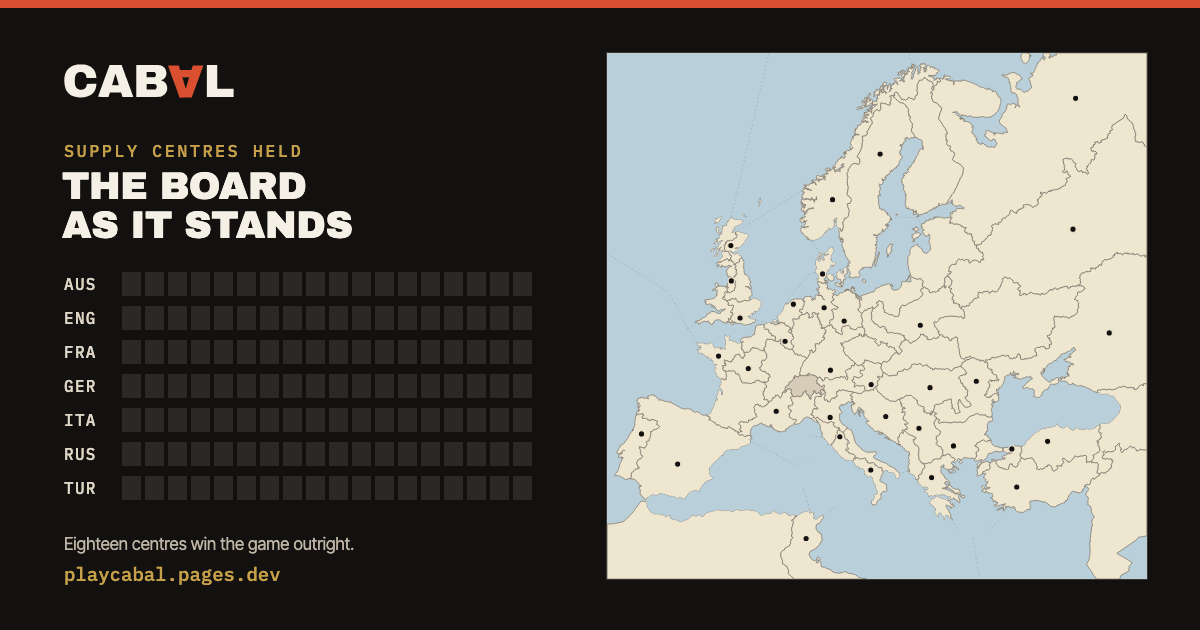 CAB∀L
SUPPLY CENTRES HELD
THE BOARD
AS IT STANDS
AUS
ENG
FRA
GER
ITA
RUS
TUR
Eighteen centres win the game outright.
playcabal.pages.dev